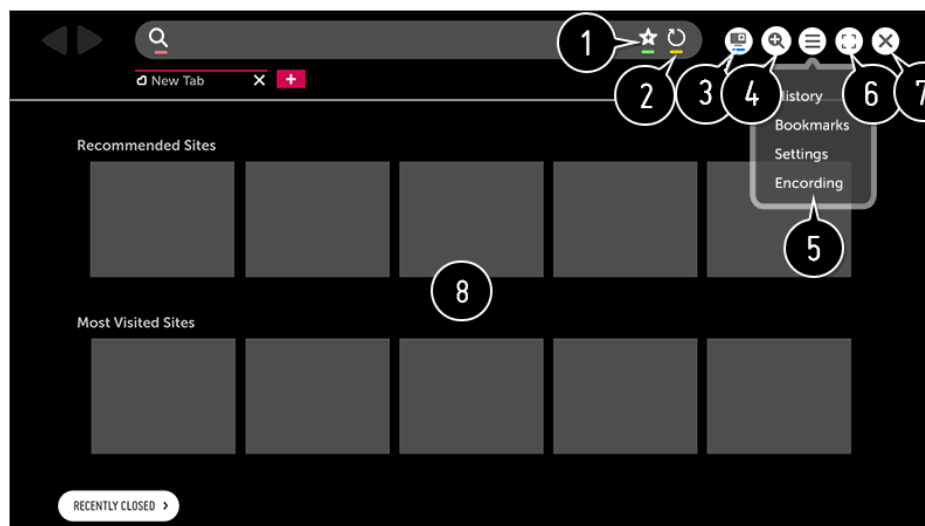 1
New Tab
+
2
3
4
6
7
History
Bookmarks
Settings
Encording
5
Recommended Sites
8
Most Visited Sites
RECENTLY CLOSED >